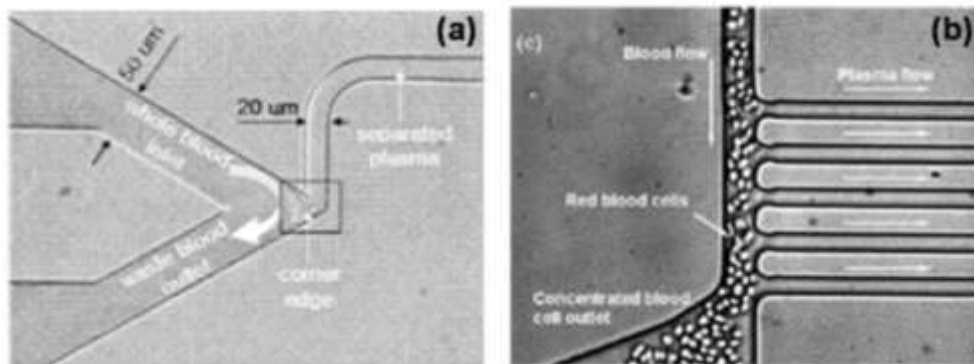 (a)
50 um
whole blood
inlet
20 um
separated
plasma
waste blood
outlet
corner
edge
(c)
(b)
Blood flow
Plasma flow
Red blood cells
Concentrated blood
cell outlet